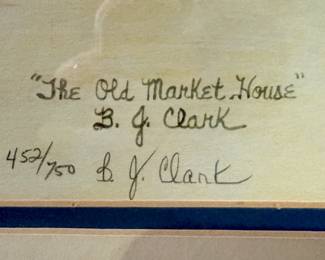 "The Old Market House"
B. J. Clark
452/750 B J. Clark